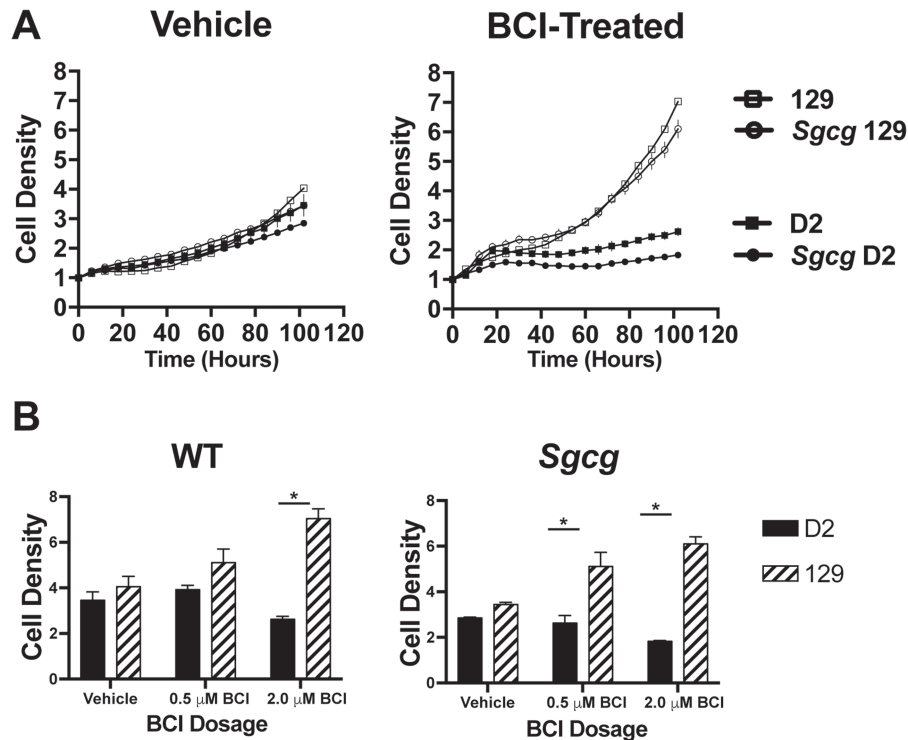 A
Vehicle
BCI-Treated
Cell Density
8
7
6
5
4
3
2
1
0
0 20 40 60 80 100 120
Time (Hours)
Cell Density
8
7
6
5
4
3
2
1
0
0 20 40 60 80 100 120
Time (Hours)
129
Sgcg 129
D2
Sgcg D2
B
WT
Sgcg
Cell Density
8
6
4
2
0
*
Vehicle 0.5 μM BCI 2.0 μM BCI
BCI Dosage
Cell Density
8
6
4
2
0
*
*
Vehicle 0.5 μM BCI 2.0 μM BCI
BCI Dosage
D2
129